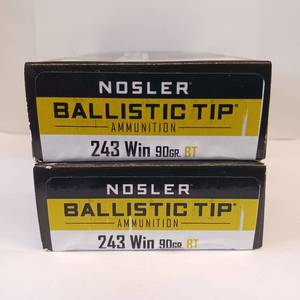 NOSLER
BALLISTIC TIP®
AMMUNITION
243 Win 90GR. BT
NOSLER
BALLISTIC TIP®
AMMUNITION
243 Win 90GR. BT